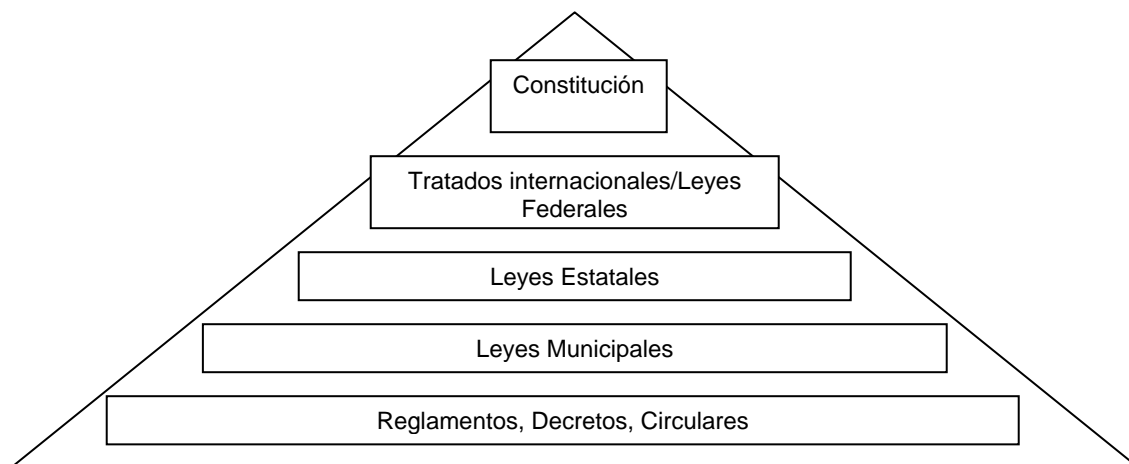 Constitución
Tratados internacionales/Leyes
Federales
Leyes Estatales
Leyes Municipales
Reglamentos, Decretos, Circulares